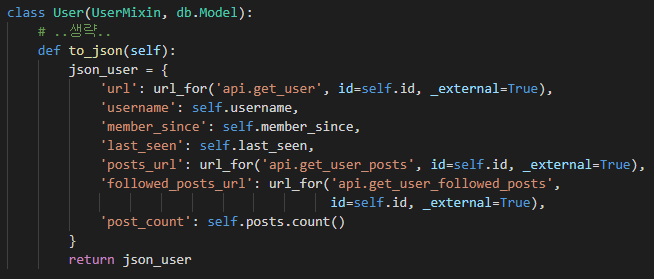 class User(UserMixin, db.Model):
    # ..생략..
    def to_json(self):
        json_user = {
            'url': url_for('api.get_user', id=self.id, _external=True),
            'username': self.username,
            'member_since': self.member_since,
            'last_seen': self.last_seen,
            'posts_url': url_for('api.get_user_posts', id=self.id, _external=True),
            'followed_posts_url': url_for('api.get_user_followed_posts',
                                          id=self.id, _external=True),
            'post_count': self.posts.count()
        }
        return json_user